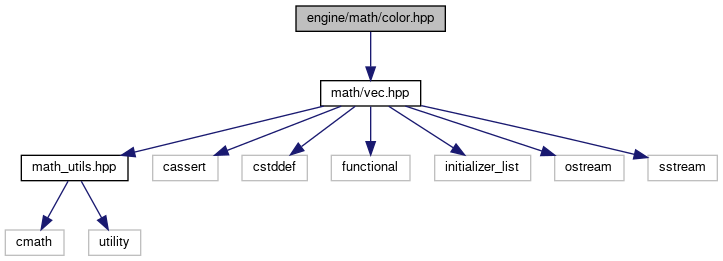 engine/math/color.hpp
math/vec.hpp
math_utils.hpp
cassert
cstddef
functional
initializer_list
ostream
sstream
cmath
utility